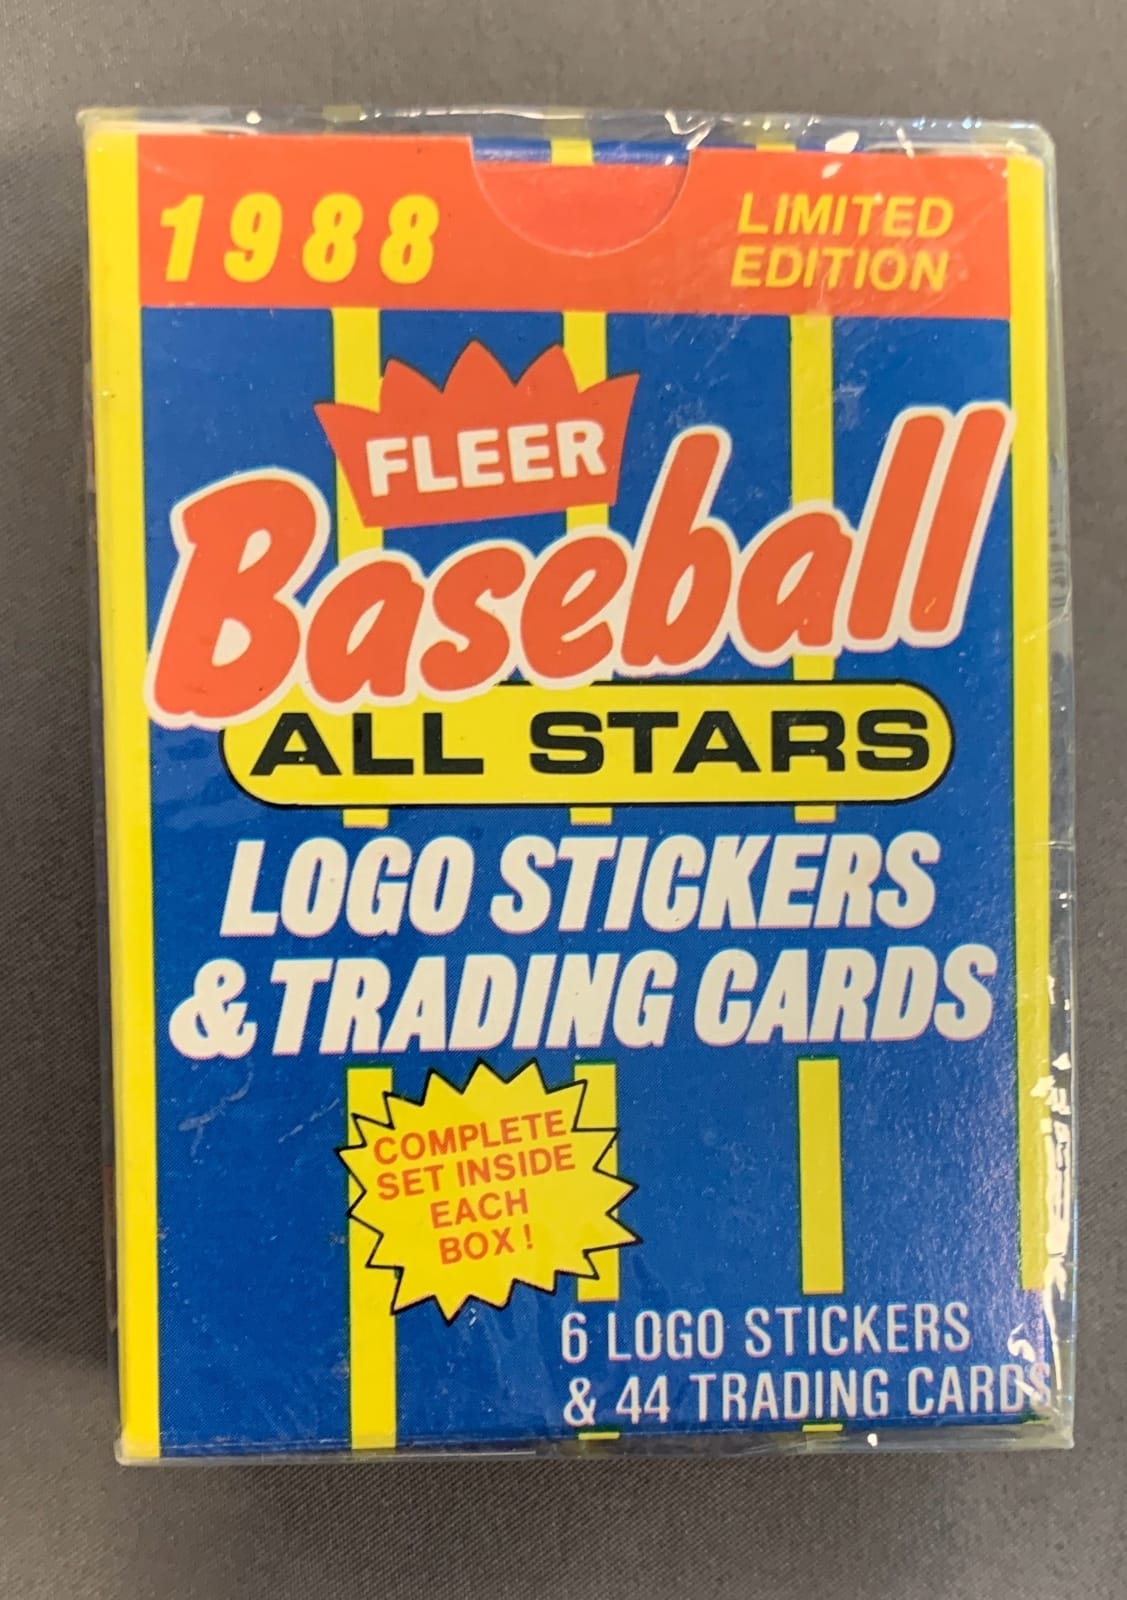 1988
LIMITED
EDITION
FLEER
Baseball
ALL STARS
LOGO STICKERS
& TRADING CARDS
COMPLETE
SET INSIDE
EACH
BOX!
6 LOGO STICKERS
& 44 TRADING CARDS